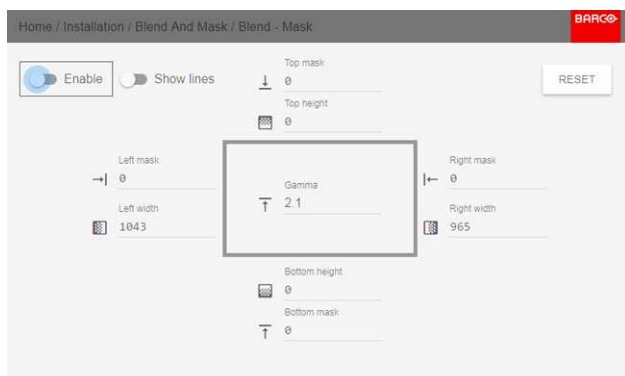 Home / Installation / Blend And Mask / Blend - Mask
BARCO
Enable
Show lines
Top mask
0
RESET
Top height
0
Left mask
0
Left width
1043
Gamma
2.1
Right mask
0
Right width
965
Bottom height
0
Bottom mask
0